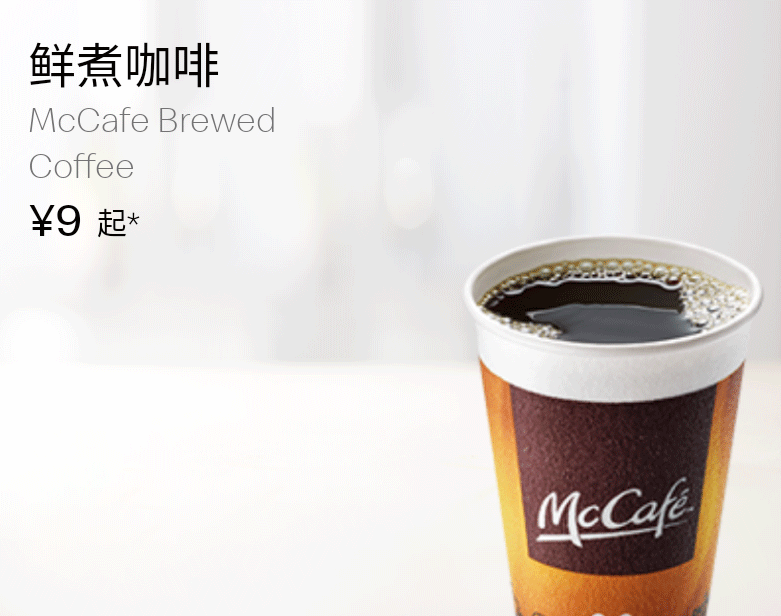 鲜煮咖啡
McCafe Brewed
Coffee
¥9 起*
McCafé